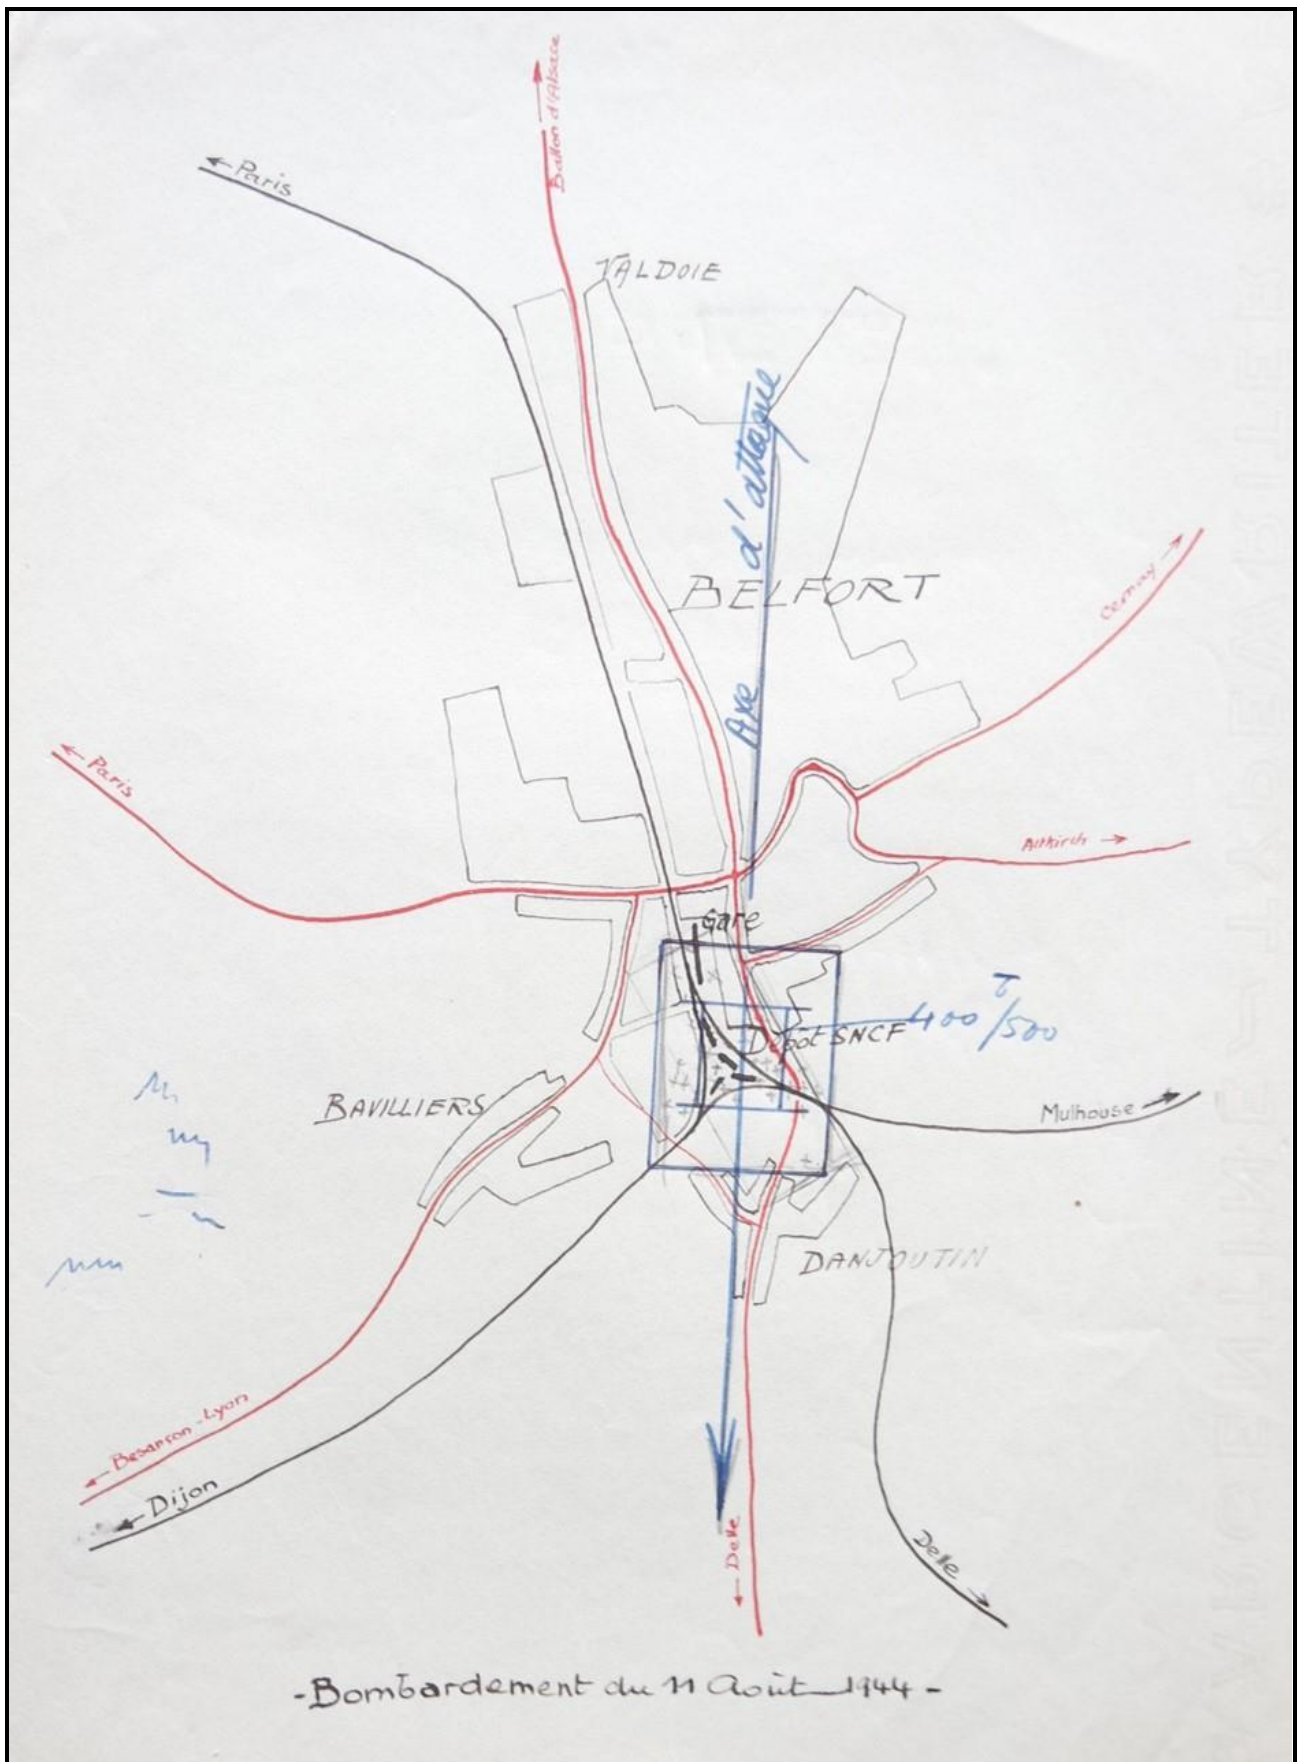 Ballon d'Alsace
Paris
VALDOIE
Axe d'attaque
BELFORT
Cernay
Paris
Altkirch
Gare
400 T/500
Dépôt SNCF
BAVILLIERS
Mulhouse
DANJOUTIN
Besançon-Lyon
Dijon
Delle
Delle
-Bombardement du 11 Août 1944-